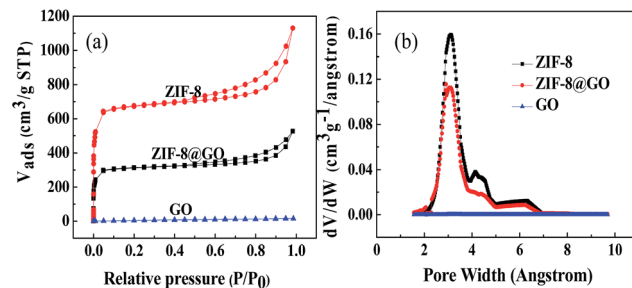 (a)
1200
1000
800
600
400
200
0
V_ads (cm³/g STP)
ZIF-8
ZIF-8@GO
GO
0.0 0.2 0.4 0.6 0.8 1.0
Relative pressure (P/P₀)
(b)
0.16
0.12
0.08
0.04
0.00
dV/dW (cm³g⁻¹/angstrom)
ZIF-8
ZIF-8@GO
GO
0 2 4 6 8 10
Pore Width (Angstrom)